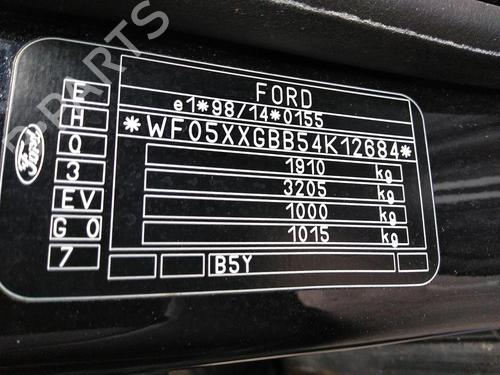 FORD
e1*98/14*0155
*WF05XXGBB54K12684*
1910 kg
3205 kg
1000 kg
1015 kg
B5Y
E
H
Q
3
EV
G 0
7
Ford
B-PARTS